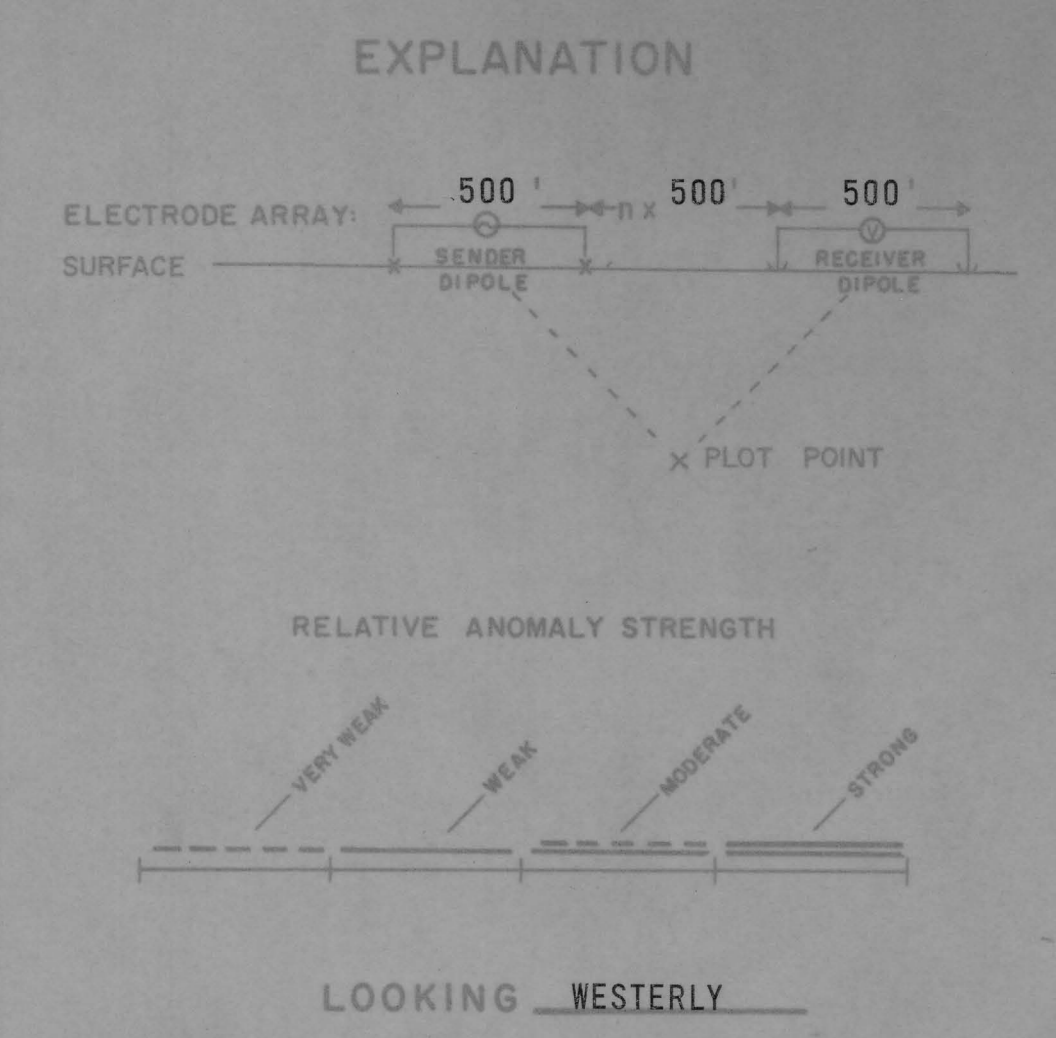 EXPLANATION
ELECTRODE ARRAY: 500' n x 500' 500'
SURFACE SENDER DIPOLE RECEIVER DIPOLE
V
X PLOT POINT
RELATIVE ANOMALY STRENGTH
VERY WEAK WEAK MODERATE STRONG
LOOKING WESTERLY